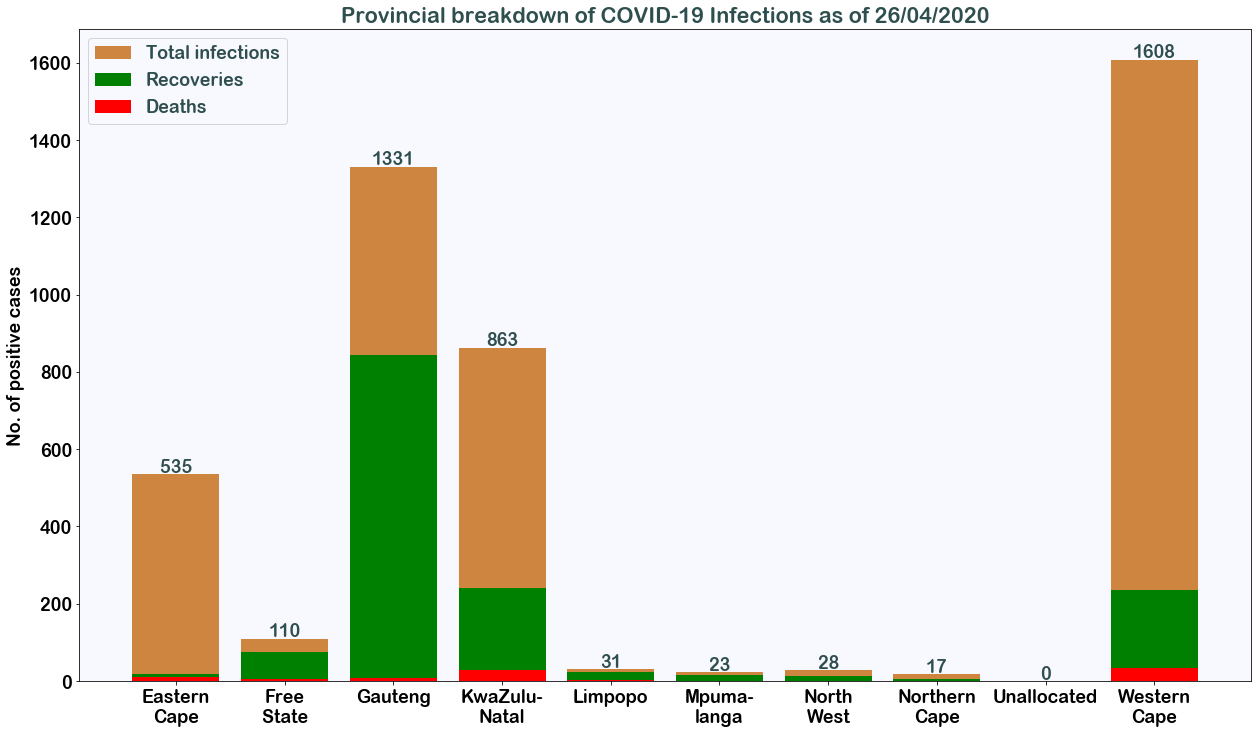 Provincial breakdown of COVID-19 Infections as of 26/04/2020
Total infections
Recoveries
Deaths
No. of positive cases
1600
1400
1200
1000
800
600
400
200
0
535
110
1331
863
31
23
28
17
0
1608
Eastern
Cape
Free
State
Gauteng
KwaZulu-
Natal
Limpopo
Mpuma-
langa
North
West
Northern
Cape
Unallocated
Western
Cape